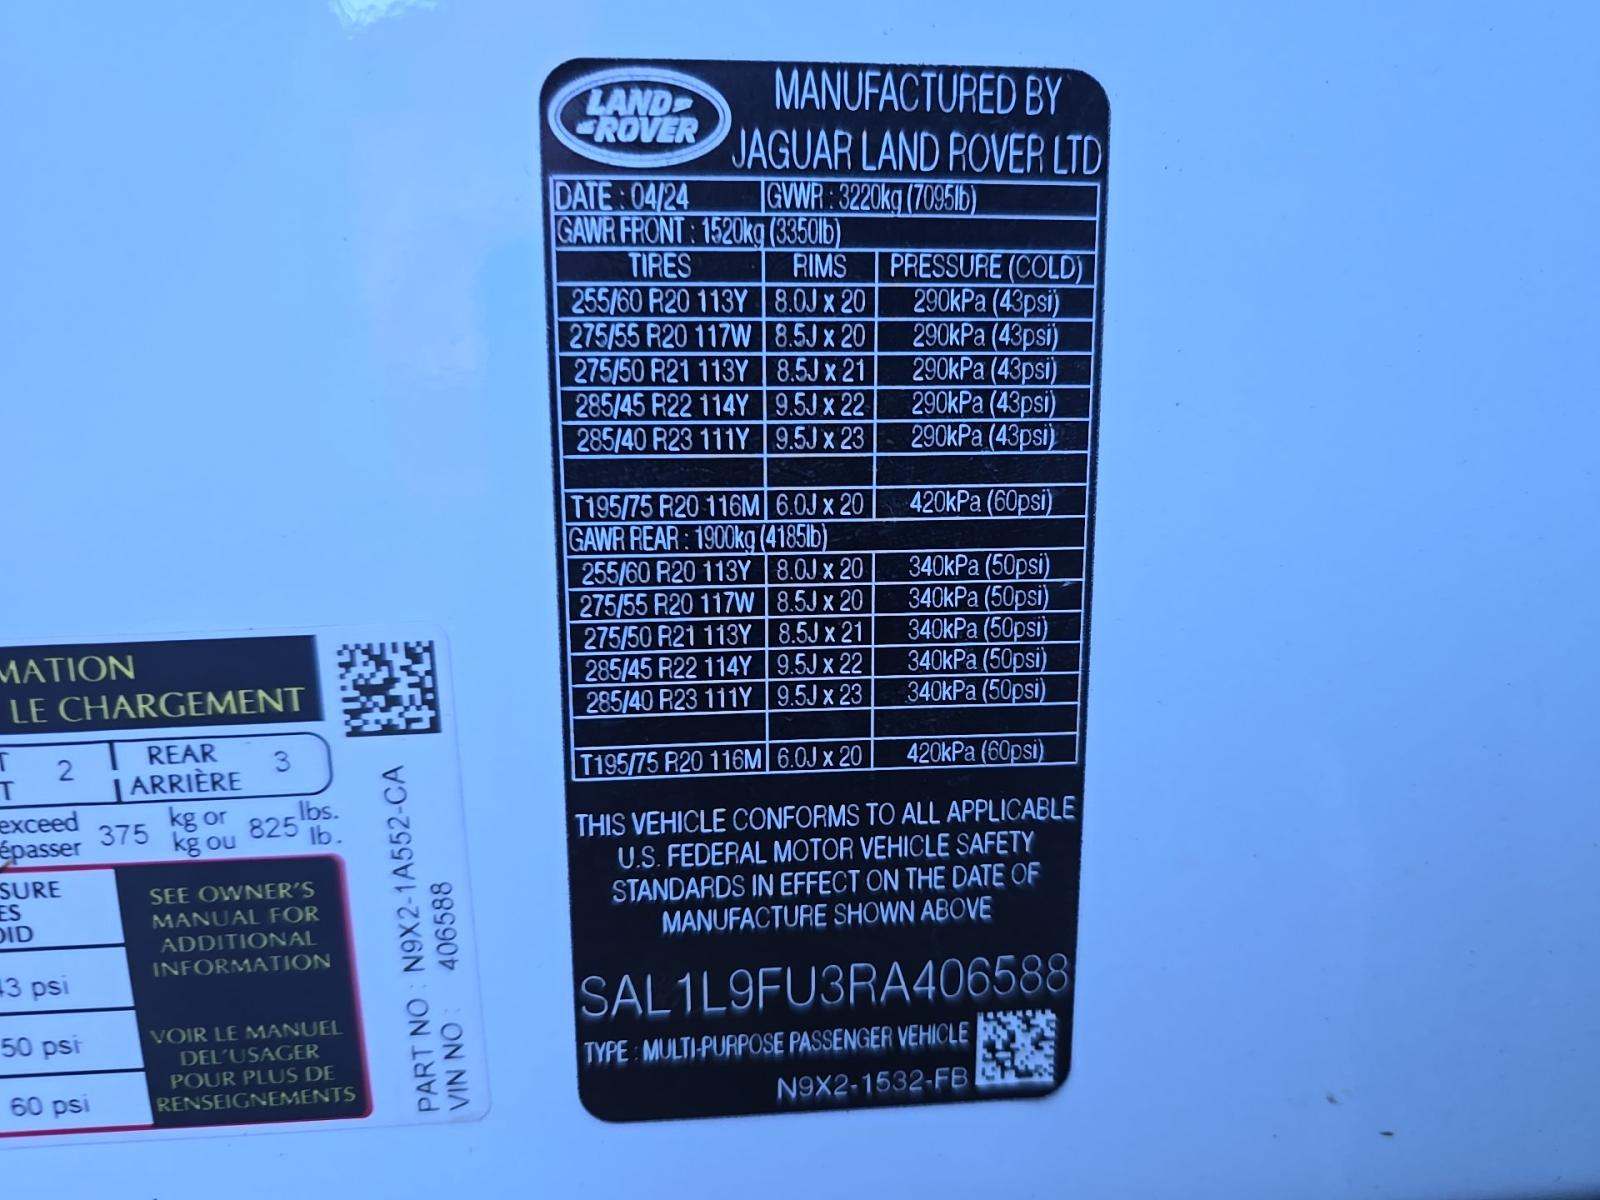 LAND
ROVER
MANUFACTURED BY
JAGUAR LAND ROVER LTD
DATE : 04/24 GVWR : 3220kg (7095lb)
GAWR FRONT : 1520kg (3350lb)
TIRES RIMS PRESSURE (COLD)
255/60 R20 113Y 8.0J x 20 290kPa (43psi)
275/55 R20 117W 8.5J x 20 290kPa (43psi)
275/50 R21 113Y 8.5J x 21 290kPa (43psi)
285/45 R22 114Y 9.5J x 22 290kPa (43psi)
285/40 R23 111Y 9.5J x 23 290kPa (43psi)
T195/75 R20 116M 6.0J x 20 420kPa (60psi)
GAWR REAR : 1900kg (4185lb)
255/60 R20 113Y 8.0J x 20 340kPa (50psi)
275/55 R20 117W 8.5J x 20 340kPa (50psi)
275/50 R21 113Y 8.5J x 21 340kPa (50psi)
285/45 R22 114Y 9.5J x 22 340kPa (50psi)
285/40 R23 111Y 9.5J x 23 340kPa (50psi)
T195/75 R20 116M 6.0J x 20 420kPa (60psi)
THIS VEHICLE CONFORMS TO ALL APPLICABLE
U.S. FEDERAL MOTOR VEHICLE SAFETY
STANDARDS IN EFFECT ON THE DATE OF
MANUFACTURE SHOWN ABOVE
SAL1L9FU3RA406588
TYPE : MULTI-PURPOSE PASSENGER VEHICLE
N9X2-1532-FB
MATION
LE CHARGEMENT
T 2 REAR 3
T ARRIÈRE
exceed 375 kg or 825 lbs.
épasser kg ou lb.
SURE
ES
OID
43 psi
50 psi
60 psi
SEE OWNER'S
MANUAL FOR
ADDITIONAL
INFORMATION
VOIR LE MANUEL
DEL'USAGER
POUR PLUS DE
RENSEIGNEMENTS
PART NO : N9X2-1A552-CA
VIN NO : 406588